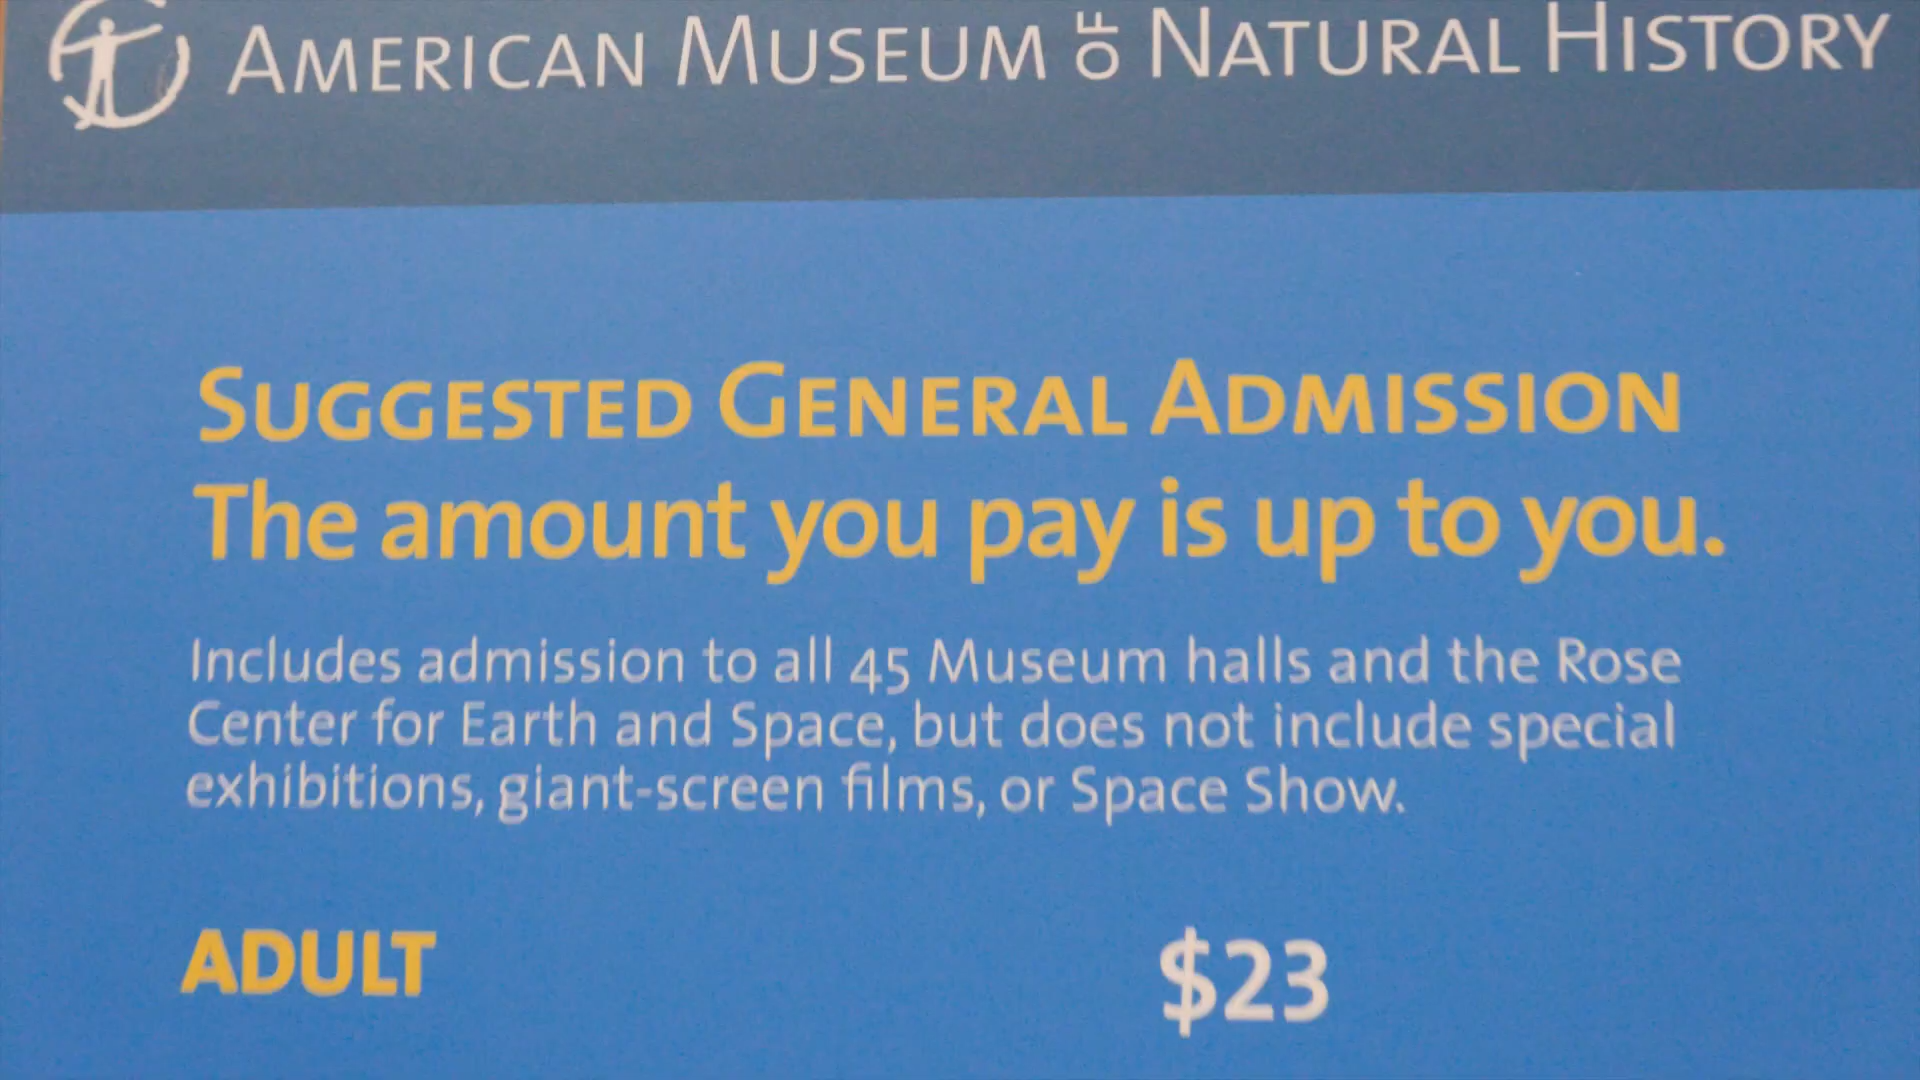 AMERICAN MUSEUM OF NATURAL HISTORY
SUGGESTED GENERAL ADMISSION
The amount you pay is up to you.
Includes admission to all 45 Museum halls and the Rose
Center for Earth and Space, but does not include special
exhibitions, giant-screen films, or Space Show.
ADULT $23